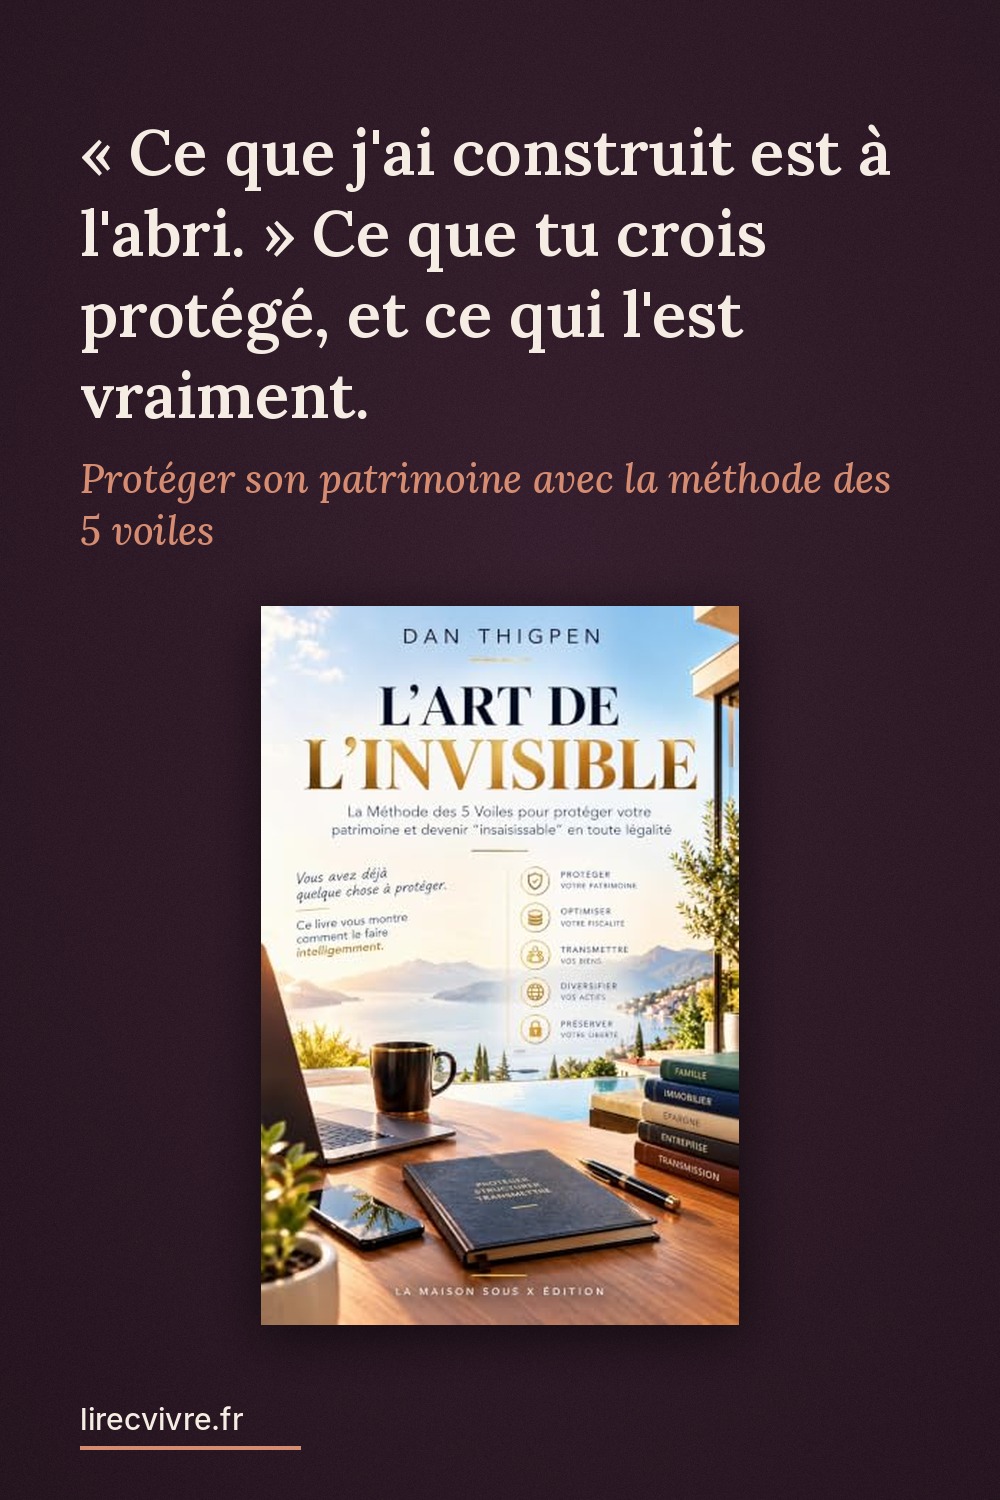 « Ce que j'ai construit est à
l'abri. » Ce que tu crois
protégé, et ce qui l'est
vraiment.
Protéger son patrimoine avec la méthode des
5 voiles
DAN THIGPEN
L'ART DE
L'INVISIBLE
La Méthode des 5 Voiles pour protéger votre
patrimoine et devenir "insaisissable" en toute légalité
Vous avez déjà
quelque chose à protéger.
Ce livre vous montre
comment le faire
intelligemment.
PROTÉGER
VOTRE PATRIMOINE
OPTIMISER
VOTRE FISCALITÉ
TRANSMETTRE
VOS BIENS
DIVERSIFIER
VOS ACTIFS
PRÉSERVER
VOTRE LIBERTÉ
FAMILLE
IMMOBILIER
ÉPARGNE
ENTREPRISE
TRANSMISSION
PROTÉGER
STRUCTURER
TRANSMETTRE
LA MAISON SOUS X ÉDITION
lirecvivre.fr